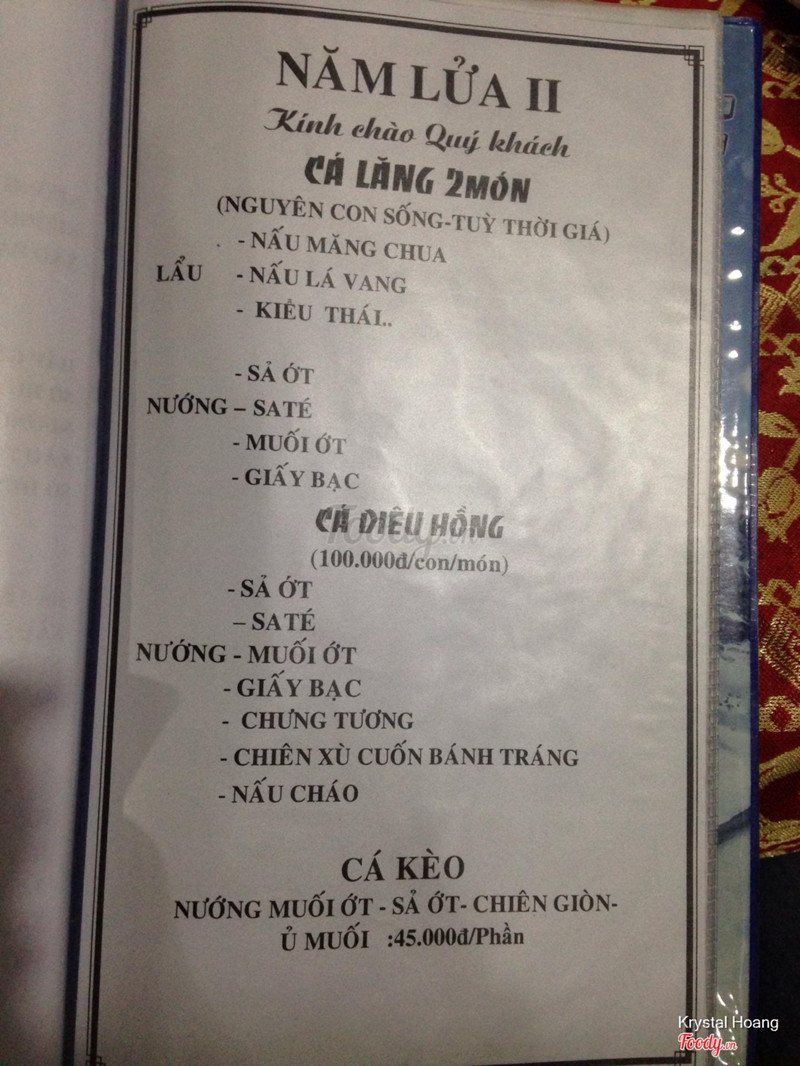 NĂM LỬA II
Kính chào Quý khách
CÁ LĂNG 2MÓN
(NGUYÊN CON SỐNG-TUỲ THỜI GIÁ)
- NẤU MĂNG CHUA
LẨU - NẤU LÁ VANG
- KIỂU THÁI..
- SẢ ỚT
NƯỚNG – SATÉ
- MUỐI ỚT
- GIẤY BẠC
CÁ DIÊU HỒNG
(100.000đ/con/món)
- SẢ ỚT
– SATÉ
NƯỚNG - MUỐI ỚT
- GIẤY BẠC
- CHƯNG TƯƠNG
- CHIÊN XÙ CUỐN BÁNH TRÁNG
- NẤU CHÁO
CÁ KÈO
NƯỚNG MUỐI ỚT - SẢ ỚT- CHIÊN GIÒN-
Ủ MUỐI :45.000đ/Phần
Foody.vn
Krystal Hoang
Foody.vn